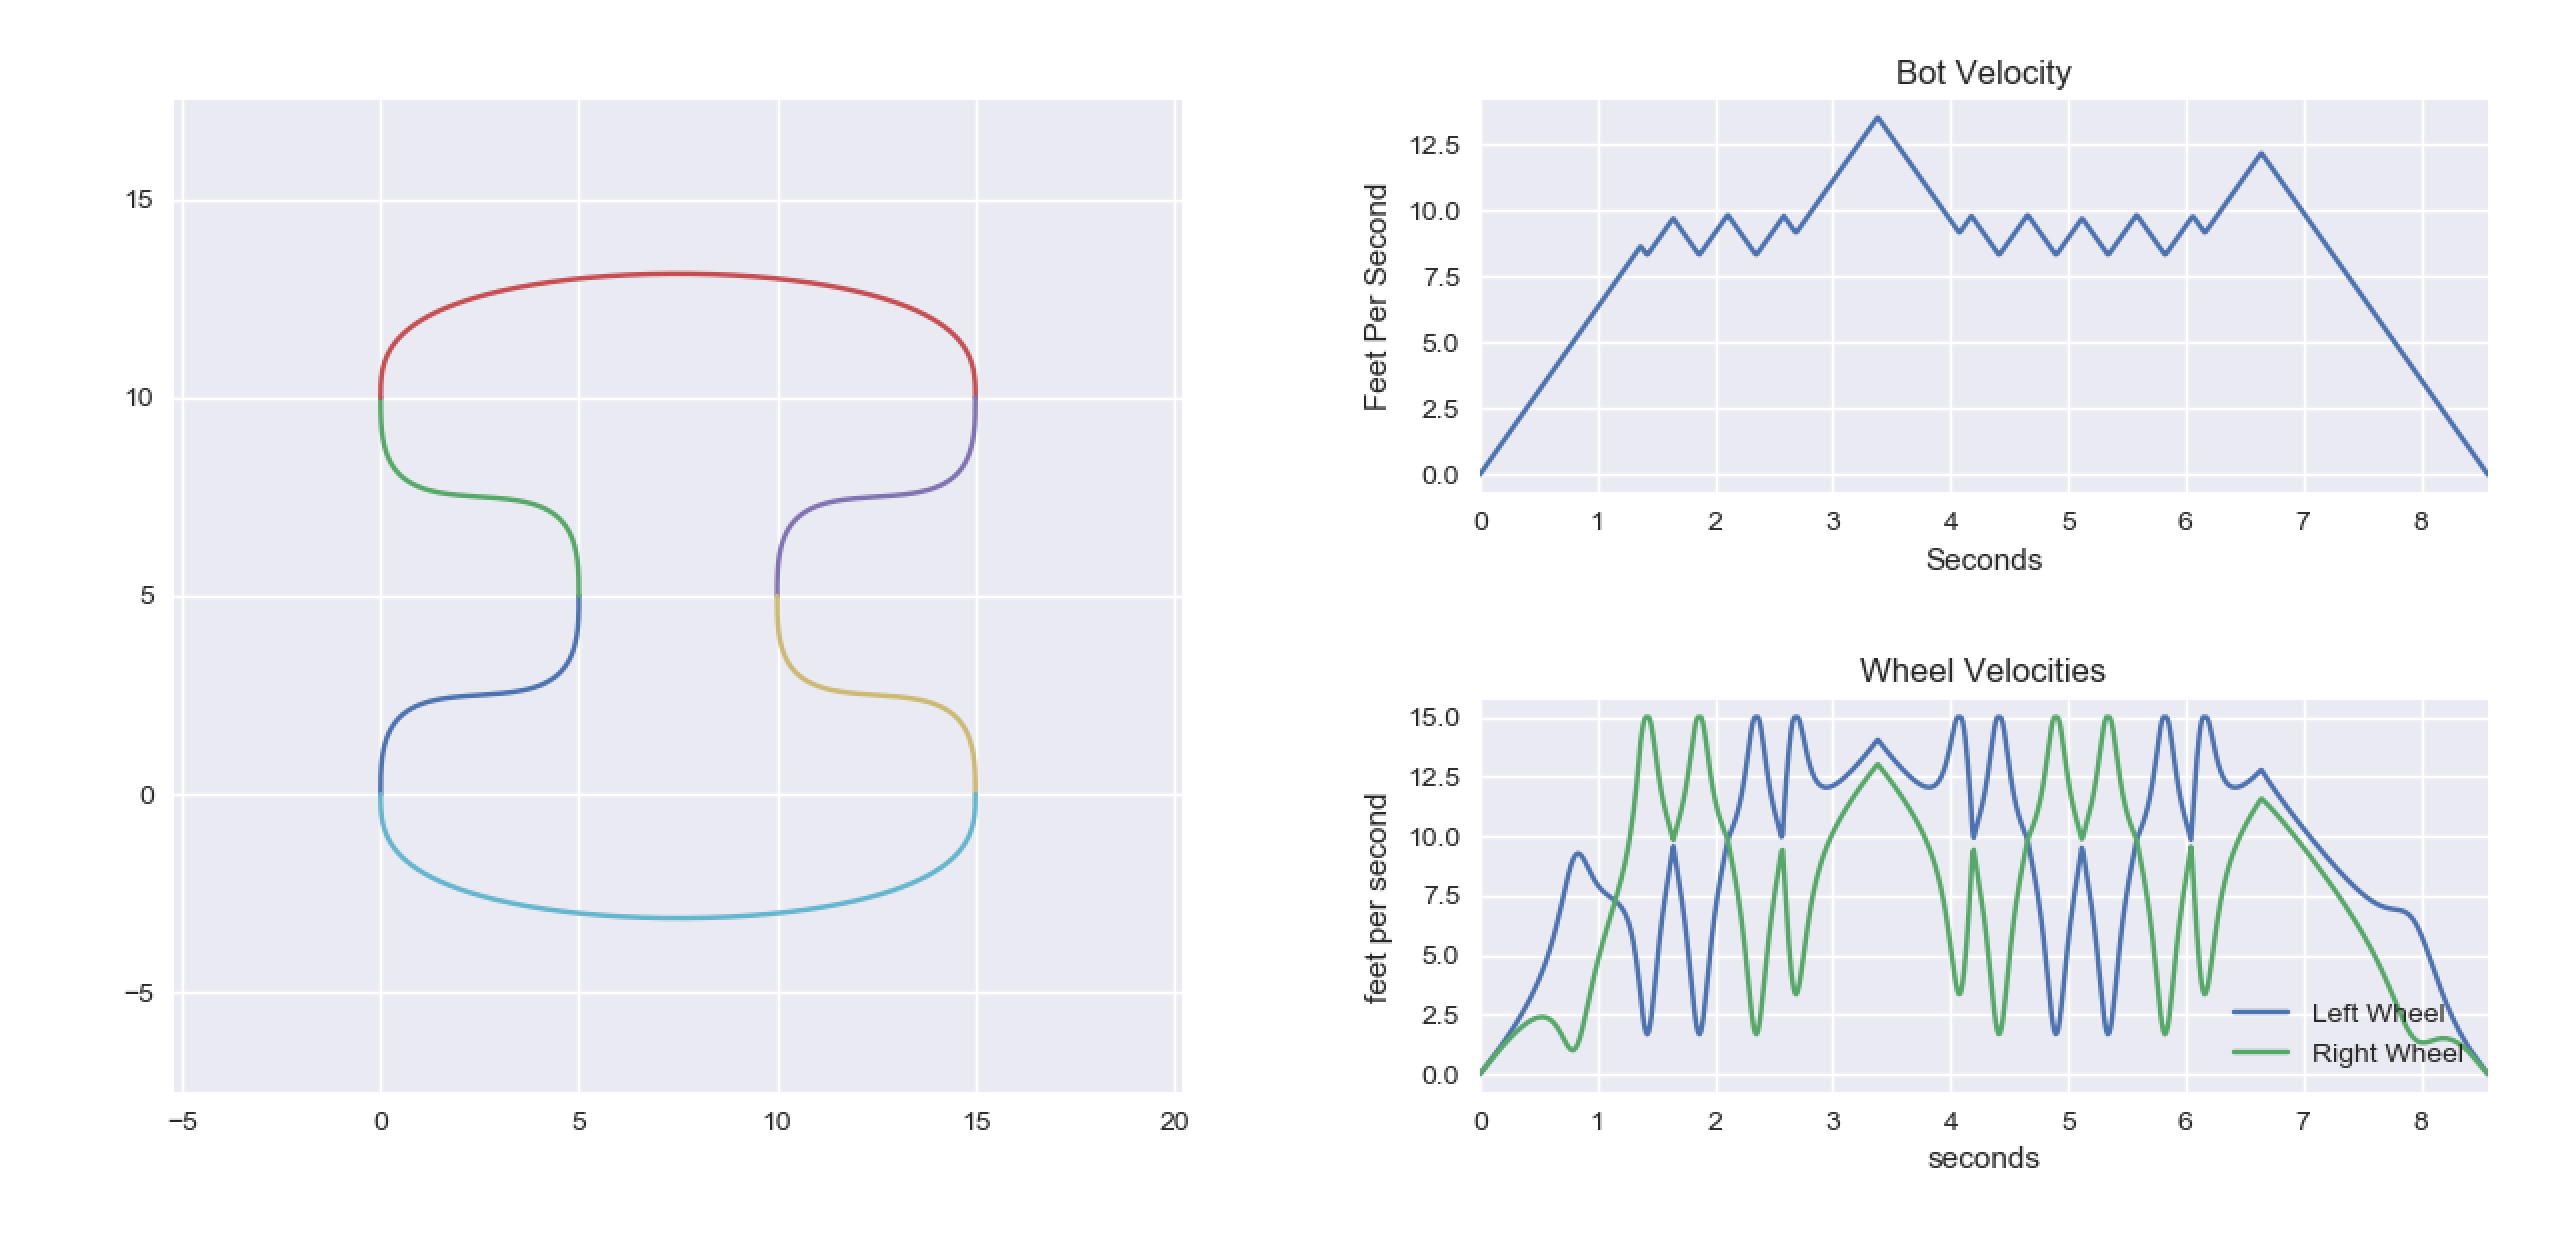 15
10
5
0
−5
−5 0 5 10 15 20
Bot Velocity
Feet Per Second
12.5
10.0
7.5
5.0
2.5
0.0
0 1 2 3 4 5 6 7 8
Seconds
Wheel Velocities
feet per second
15.0
12.5
10.0
7.5
5.0
2.5
0.0
Left Wheel
Right Wheel
0 1 2 3 4 5 6 7 8
seconds